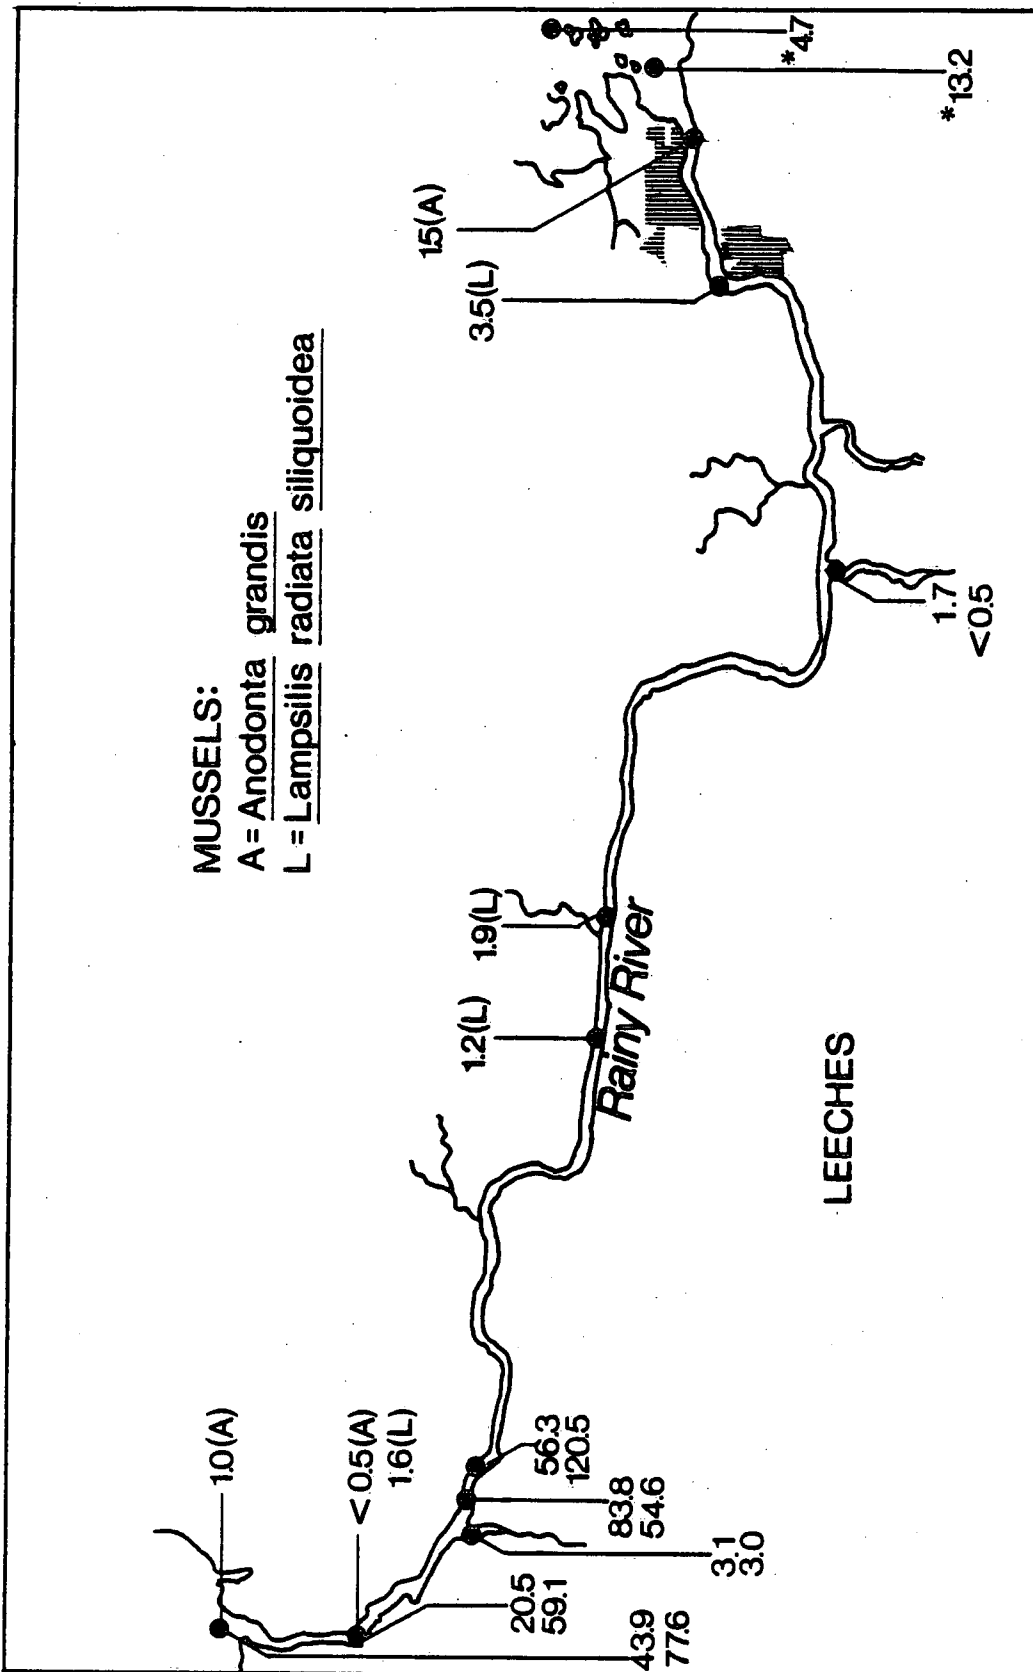 MUSSELS:
A = Anodonta grandis
L = Lampsilis radiata siliquoidea
1.0(A)
<0.5(A)
1.6(L)
1.2(L)
1.9(L)
3.5(L)
1.5(A)
Rainy River
LEECHES
43.9
77.6
20.5
59.1
3.1
3.0
83.8
54.6
56.3
120.5
1.7
<0.5
*13.2
*4.7